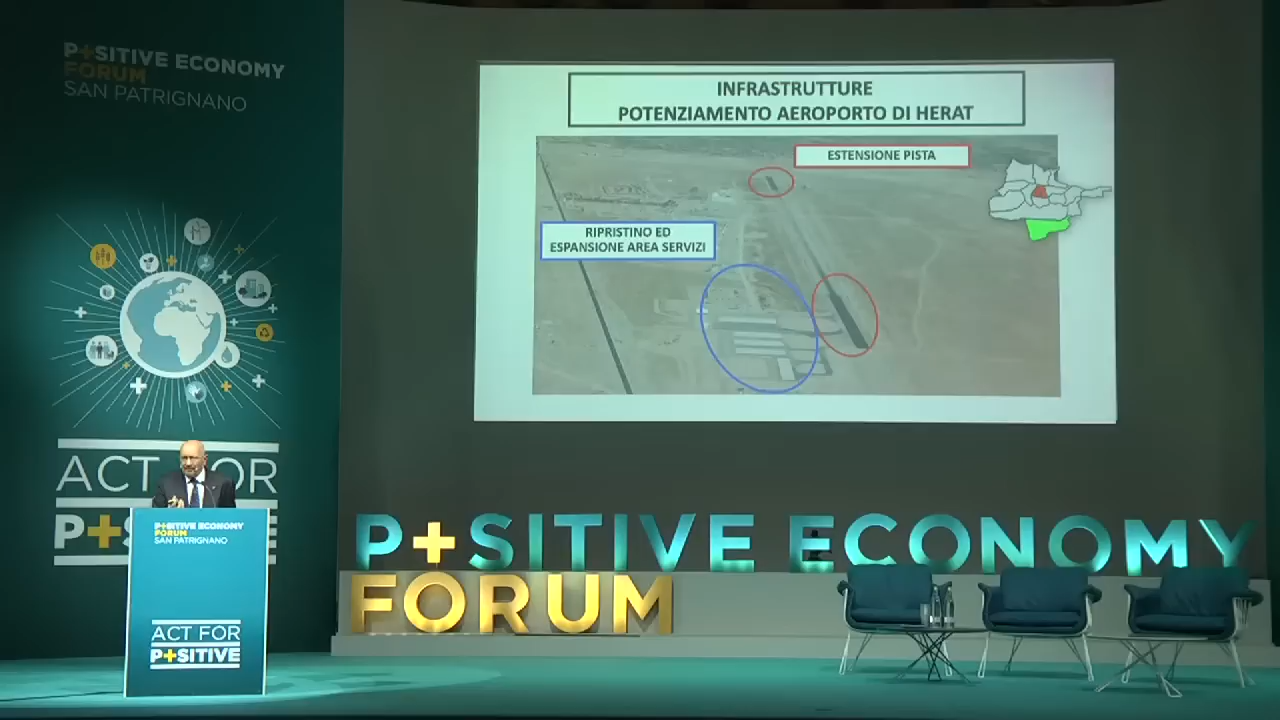 P+SITIVE ECONOMY
FORUM
SAN PATRIGNANO
INFRASTRUTTURE
POTENZIAMENTO AEROPORTO DI HERAT
ESTENSIONE PISTA
RIPRISTINO ED
ESPANSIONE AREA SERVIZI
ACT FOR
P+SITIVE
P+SITIVE ECONOMY
FORUM
SAN PATRIGNANO
ACT FOR
P+SITIVE
P+SITIVE ECONOMY
FORUM